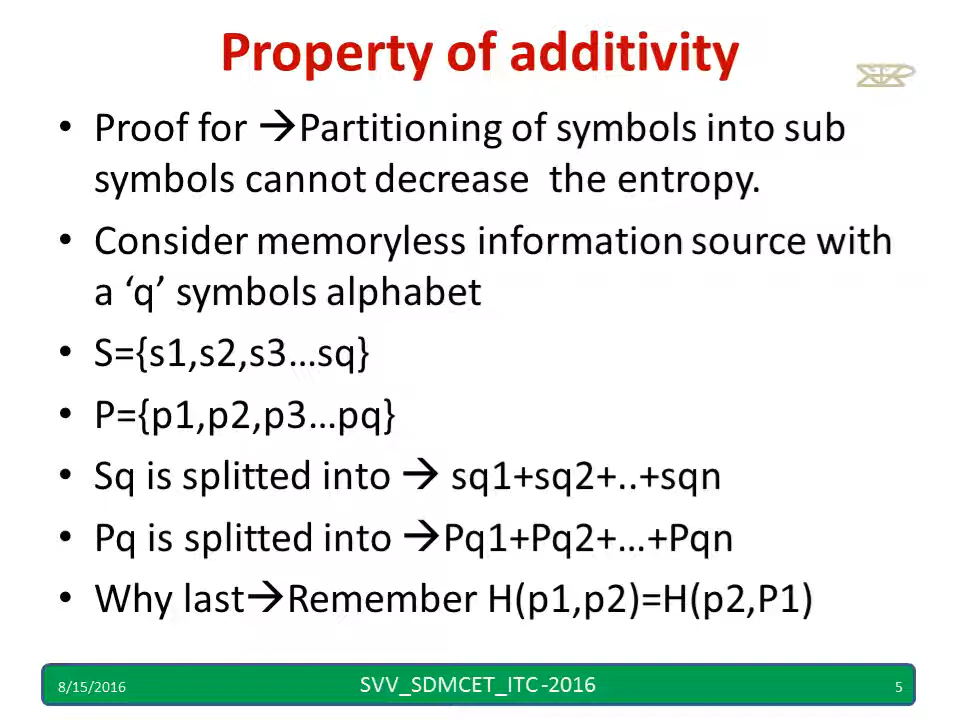 Property of additivity
• Proof for →Partitioning of symbols into sub
symbols cannot decrease the entropy.
• Consider memoryless information source with
a ‘q’ symbols alphabet
• S={s1,s2,s3…sq}
• P={p1,p2,p3…pq}
• Sq is splitted into → sq1+sq2+..+sqn
• Pq is splitted into →Pq1+Pq2+…+Pqn
• Why last→Remember H(p1,p2)=H(p2,P1)
8/15/2016 SVV_SDMCET_ITC -2016 5